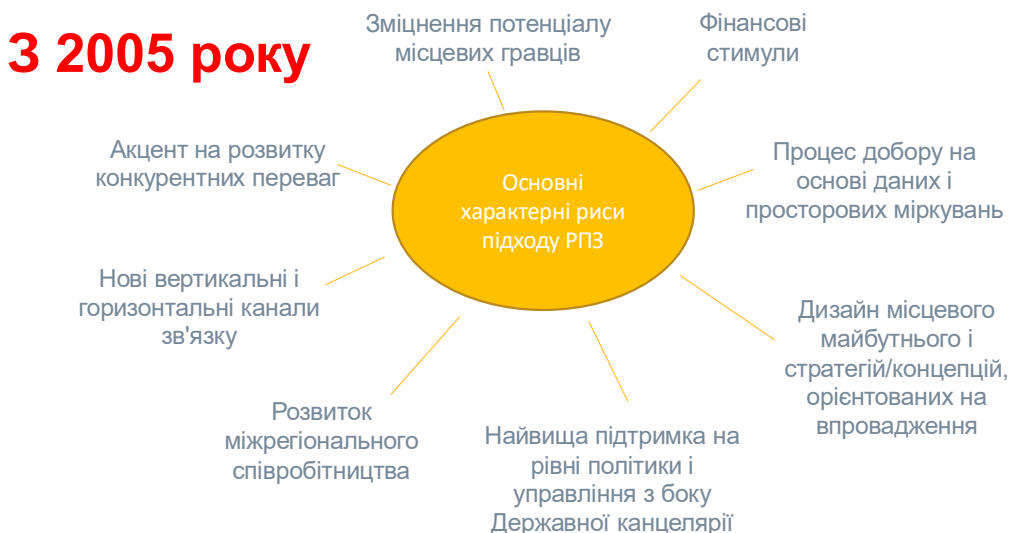 З 2005 року
Зміцнення потенціалу
місцевих гравців
Фінансові
стимули
Акцент на розвитку
конкурентних переваг
Процес добору на
основі даних і
просторових міркувань
Основні
характерні риси
підходу РПЗ
Нові вертикальні і
горизонтальні канали
зв'язку
Дизайн місцевого
майбутнього і
стратегій/концепцій,
орієнтованих на
впровадження
Розвиток
міжрегіонального
співробітництва
Найвища підтримка на
рівні політики і
управління з боку
Державної канцелярії